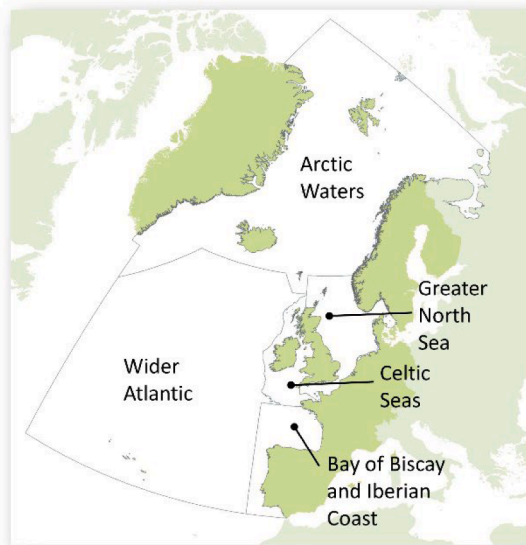 Arctic
Waters
Greater
North
Sea
Wider
Atlantic
Celtic
Seas
Bay of Biscay
and Iberian
Coast